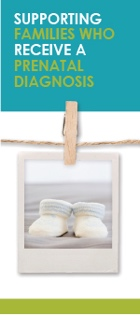 SUPPORTING
FAMILIES WHO
RECEIVE A
PRENATAL
DIAGNOSIS